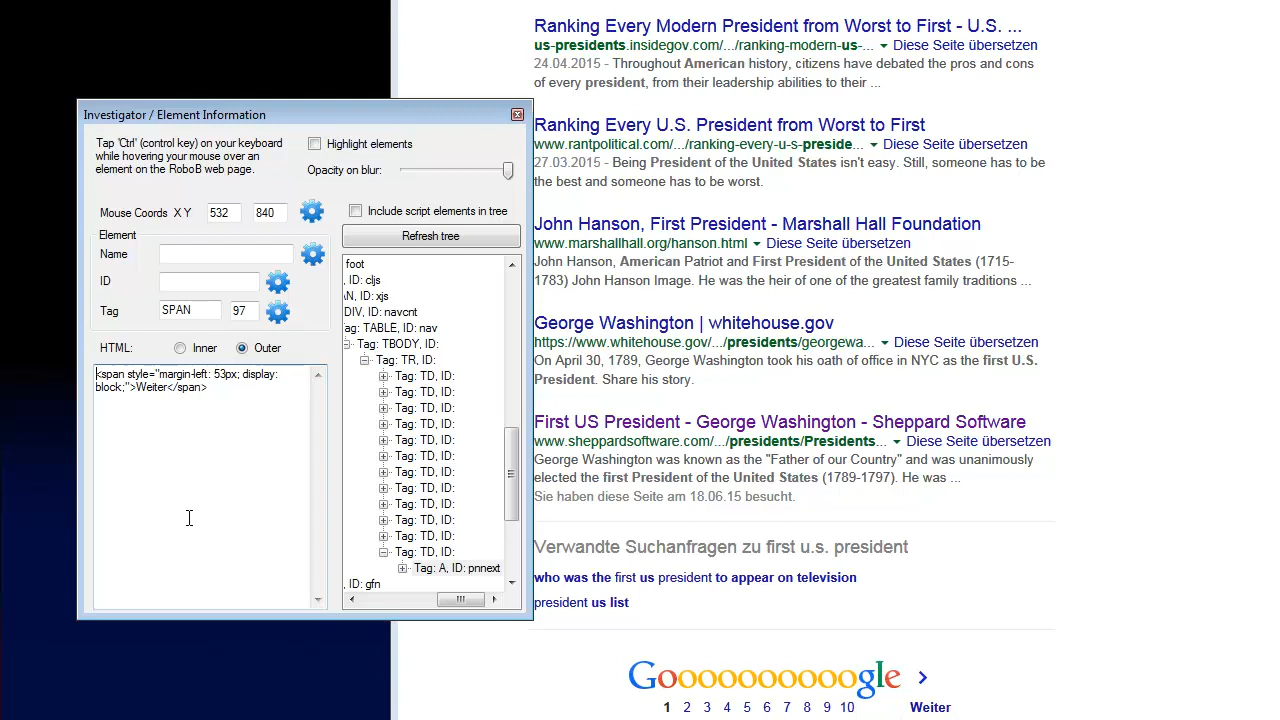 Investigator / Element Information
Tap 'Ctrl' (control key) on your keyboard
while hovering your mouse over an
element on the RoboB web page.
Highlight elements
Opacity on blur:
Mouse Coords X Y 532 840
Include script elements in tree
Refresh tree
Element
Name
ID
Tag SPAN 97
HTML: Inner Outer
<span style="margin-left: 53px; display:
block;">Weiter</span>
foot
, ID: cljs
AN, ID: xjs
DIV, ID: navcnt
Tag: TABLE, ID: nav
Tag: TBODY, ID:
Tag: TR, ID:
Tag: TD, ID:
Tag: TD, ID:
Tag: TD, ID:
Tag: TD, ID:
Tag: TD, ID:
Tag: TD, ID:
Tag: TD, ID:
Tag: TD, ID:
Tag: TD, ID:
Tag: TD, ID:
Tag: TD, ID:
Tag: TD, ID:
Tag: A, ID: pnnext
, ID: gfn
Ranking Every Modern President from Worst to First - U.S. ...
us-presidents.insidegov.com/.../ranking-modern-us-... Diese Seite übersetzen
24.04.2015 - Throughout American history, citizens have debated the pros and cons
of every president, from their leadership abilities to their ...
Ranking Every U.S. President from Worst to First
www.rantpolitical.com/.../ranking-every-u-s-preside... Diese Seite übersetzen
27.03.2015 - Being President of the United States isn't easy. Still, someone has to be
the best and someone has to be worst.
John Hanson, First President - Marshall Hall Foundation
www.marshallhall.org/hanson.html Diese Seite übersetzen
John Hanson, American Patriot and First President of the United States (1715-
1783) John Hanson Image. He was the heir of one of the greatest family traditions ...
George Washington | whitehouse.gov
https://www.whitehouse.gov/.../presidents/georgewa... Diese Seite übersetzen
On April 30, 1789, George Washington took his oath of office in NYC as the first U.S.
President. Share his story.
First US President - George Washington - Sheppard Software
www.sheppardsoftware.com/.../presidents/Presidents... Diese Seite übersetzen
George Washington was known as the "Father of our Country" and was unanimously
elected the first President of the United States (1789-1797). He was ...
Sie haben diese Seite am 18.06.15 besucht.
Verwandte Suchanfragen zu first u.s. president
who was the first us president to appear on television
president us list
Goooooooooogle >
1 2 3 4 5 6 7 8 9 10 Weiter